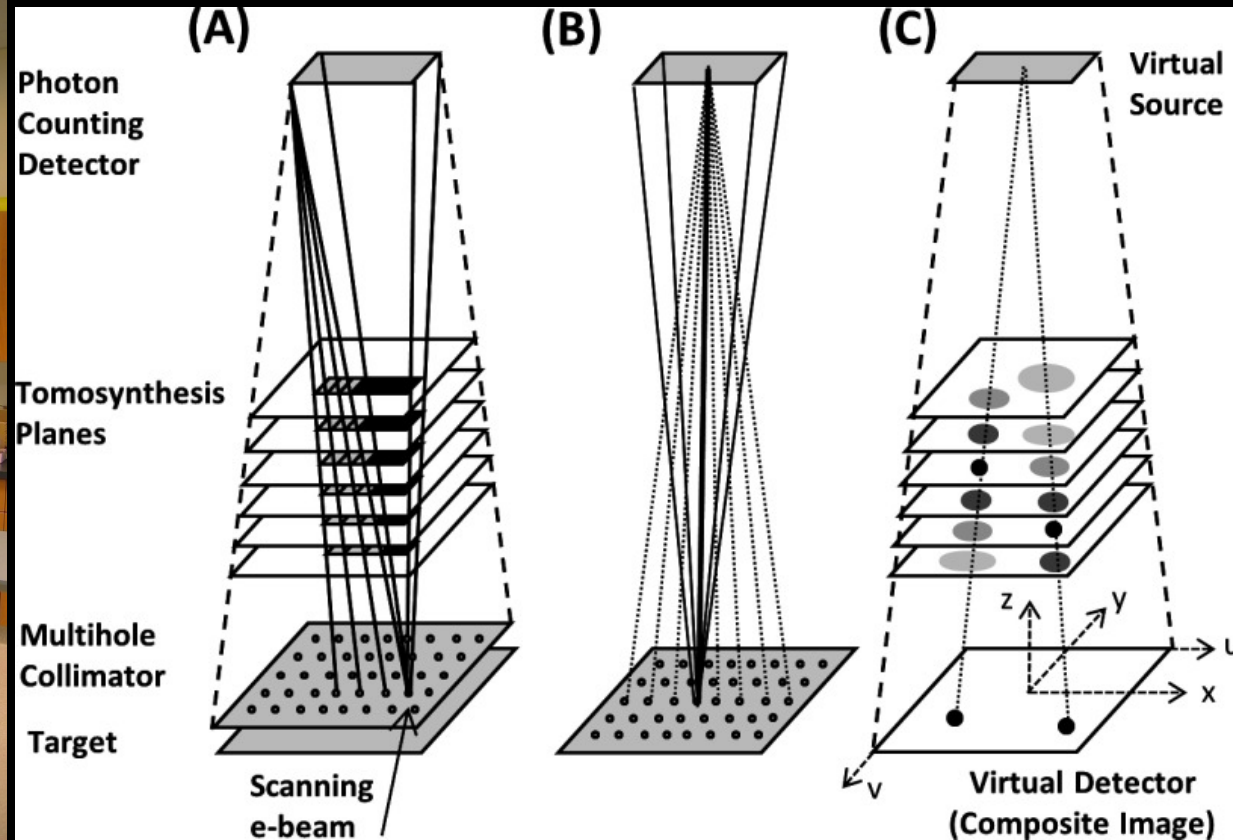 (A)
(B)
(C)
Photon
Counting
Detector
Virtual
Source
Tomosynthesis
Planes
Multihole
Collimator
Target
Scanning
e-beam
z
y
u
x
v
Virtual Detector
(Composite Image)